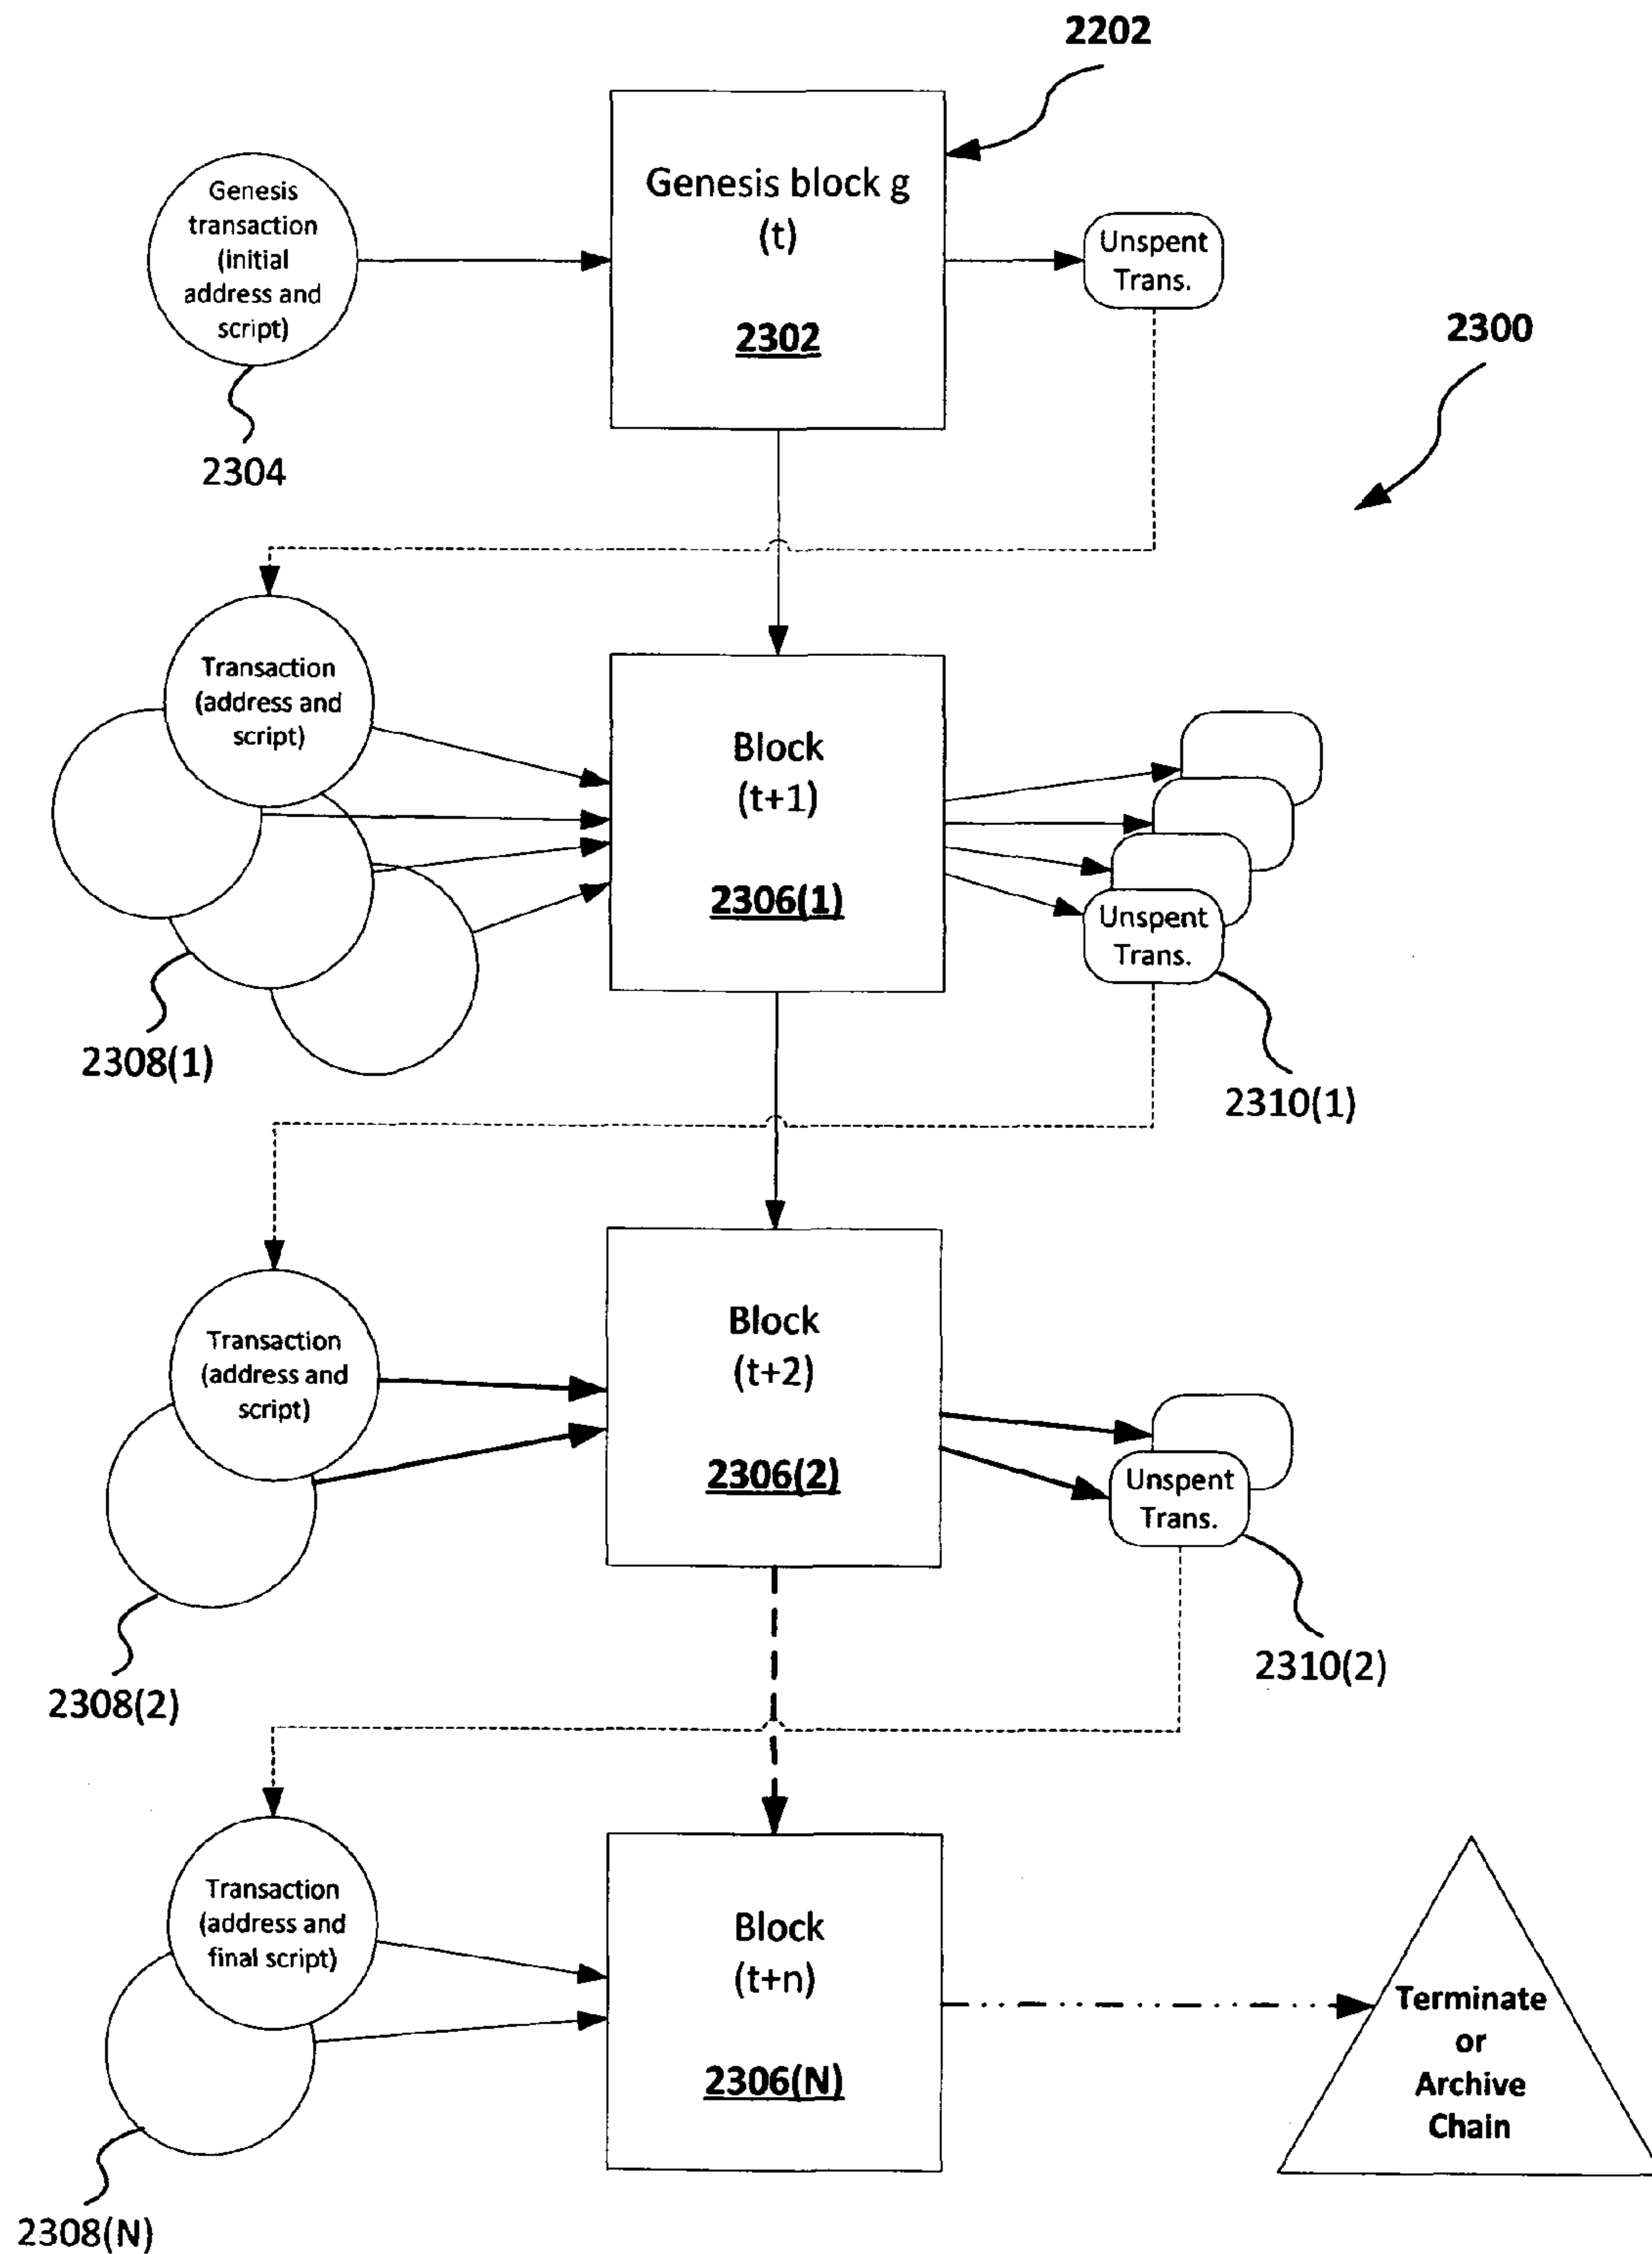 2202
Genesis
transaction
(initial
address and
script)
Genesis block g
(t)
2302
Unspent
Trans.
2300
2304
Transaction
(address and
script)
Block
(t+1)
2306(1)
Unspent
Trans.
2308(1)
2310(1)
Transaction
(address and
script)
Block
(t+2)
2306(2)
Unspent
Trans.
2308(2)
2310(2)
Transaction
(address and
final script)
Block
(t+n)
2306(N)
Terminate
or
Archive
Chain
2308(N)